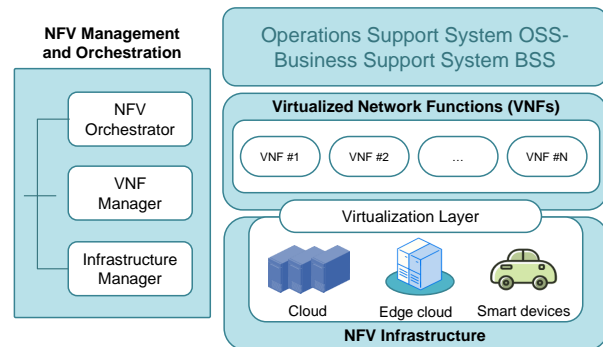 NFV Management
and Orchestration
NFV
Orchestrator
VNF
Manager
Infrastructure
Manager
Operations Support System OSS-
Business Support System BSS
Virtualized Network Functions (VNFs)
VNF #1
VNF #2
...
VNF #N
Virtualization Layer
Cloud
Edge cloud
Smart devices
NFV Infrastructure